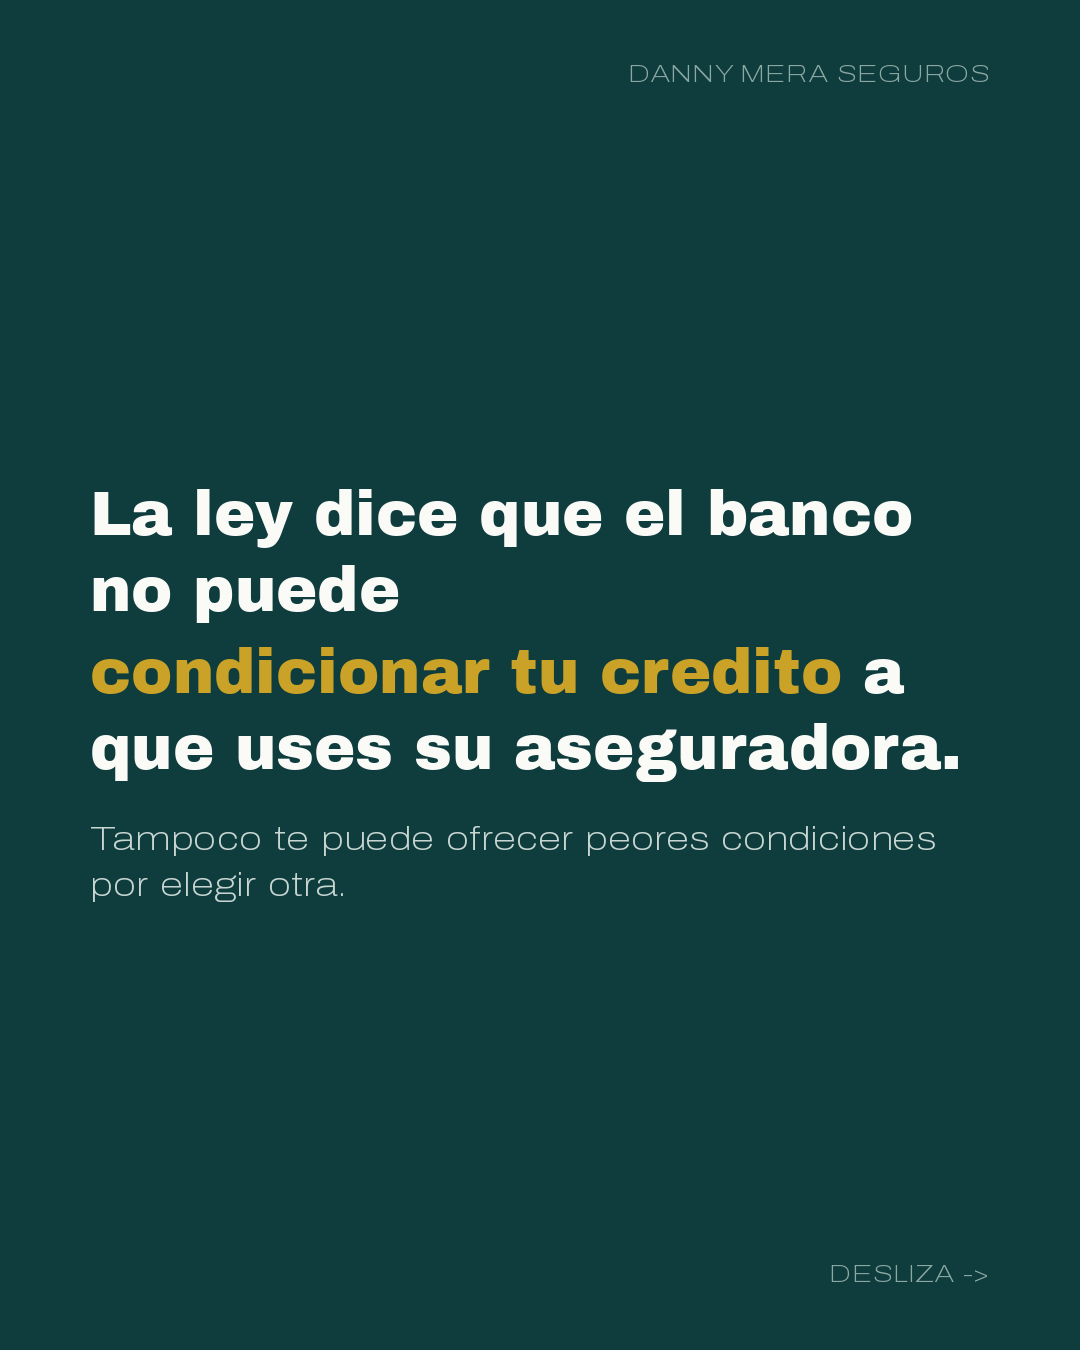 DANNY MERA SEGUROS
La ley dice que el banco
no puede
condicionar tu credito a
que uses su aseguradora.
Tampoco te puede ofrecer peores condiciones
por elegir otra.
DESLIZA ->